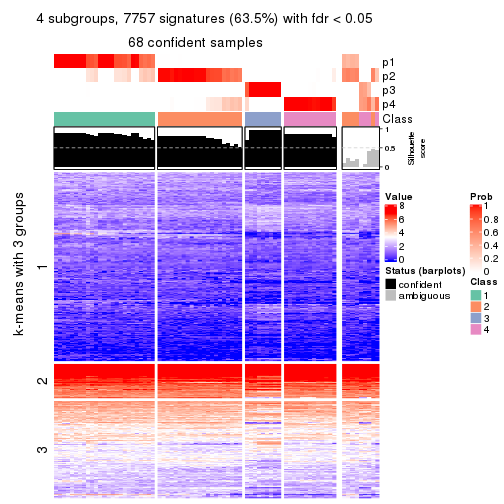 4 subgroups, 7757 signatures (63.5%) with fdr < 0.05
68 confident samples
p1
p2
p3
p4
Class
1
0.5
0
Silhouette
score
k-means with 3 groups
1
2
3
Value
8
6
4
2
0
Status (barplots)
confident
ambiguous
Prob
1
0.8
0.6
0.4
0.2
0
Class
1
2
3
4